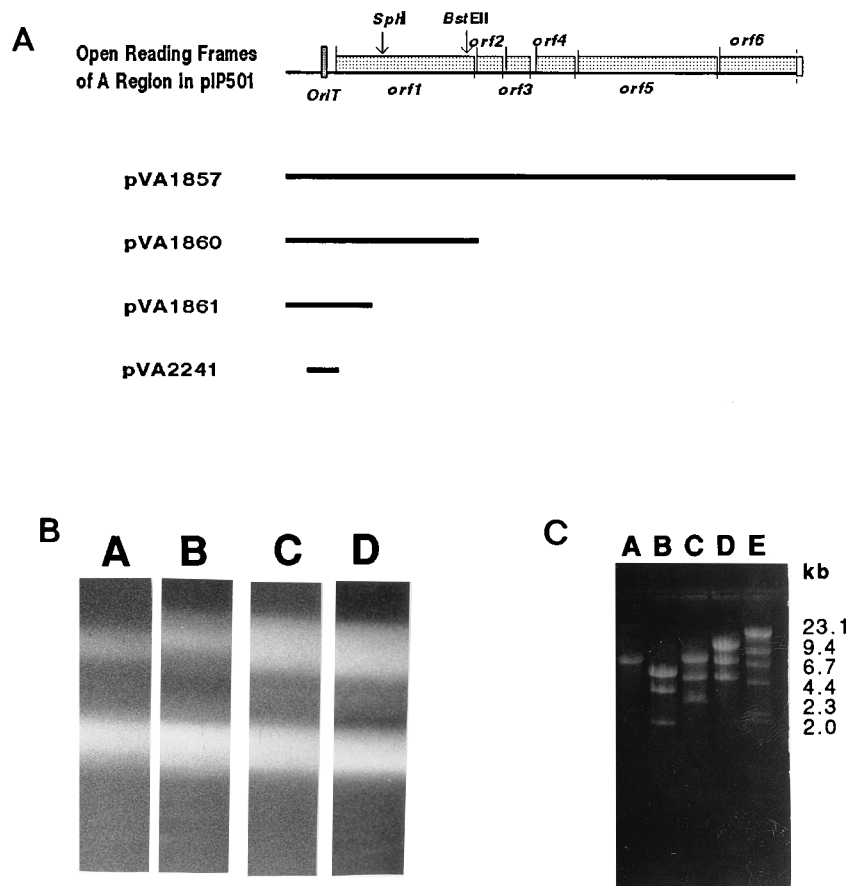 A
SphI BstEII
Open Reading Frames
of A Region in pIP501
orf2 orf4 orf6
OriT orf1 orf3 orf5
pVA1857
pVA1860
pVA1861
pVA2241
B
A B C D
C
A B C D E
kb
23.1
9.4
6.7
4.4
2.3
2.0